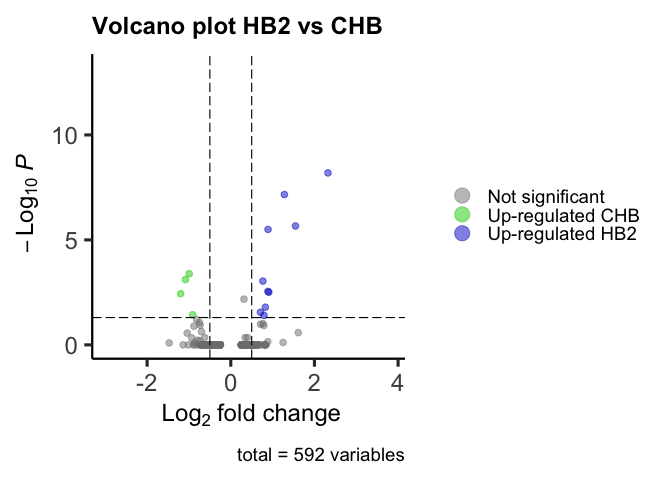 Volcano plot HB2 vs CHB
− Log10 P
10
5
0
-2 0 2 4
Log2 fold change
total = 592 variables
Not significant
Up-regulated CHB
Up-regulated HB2